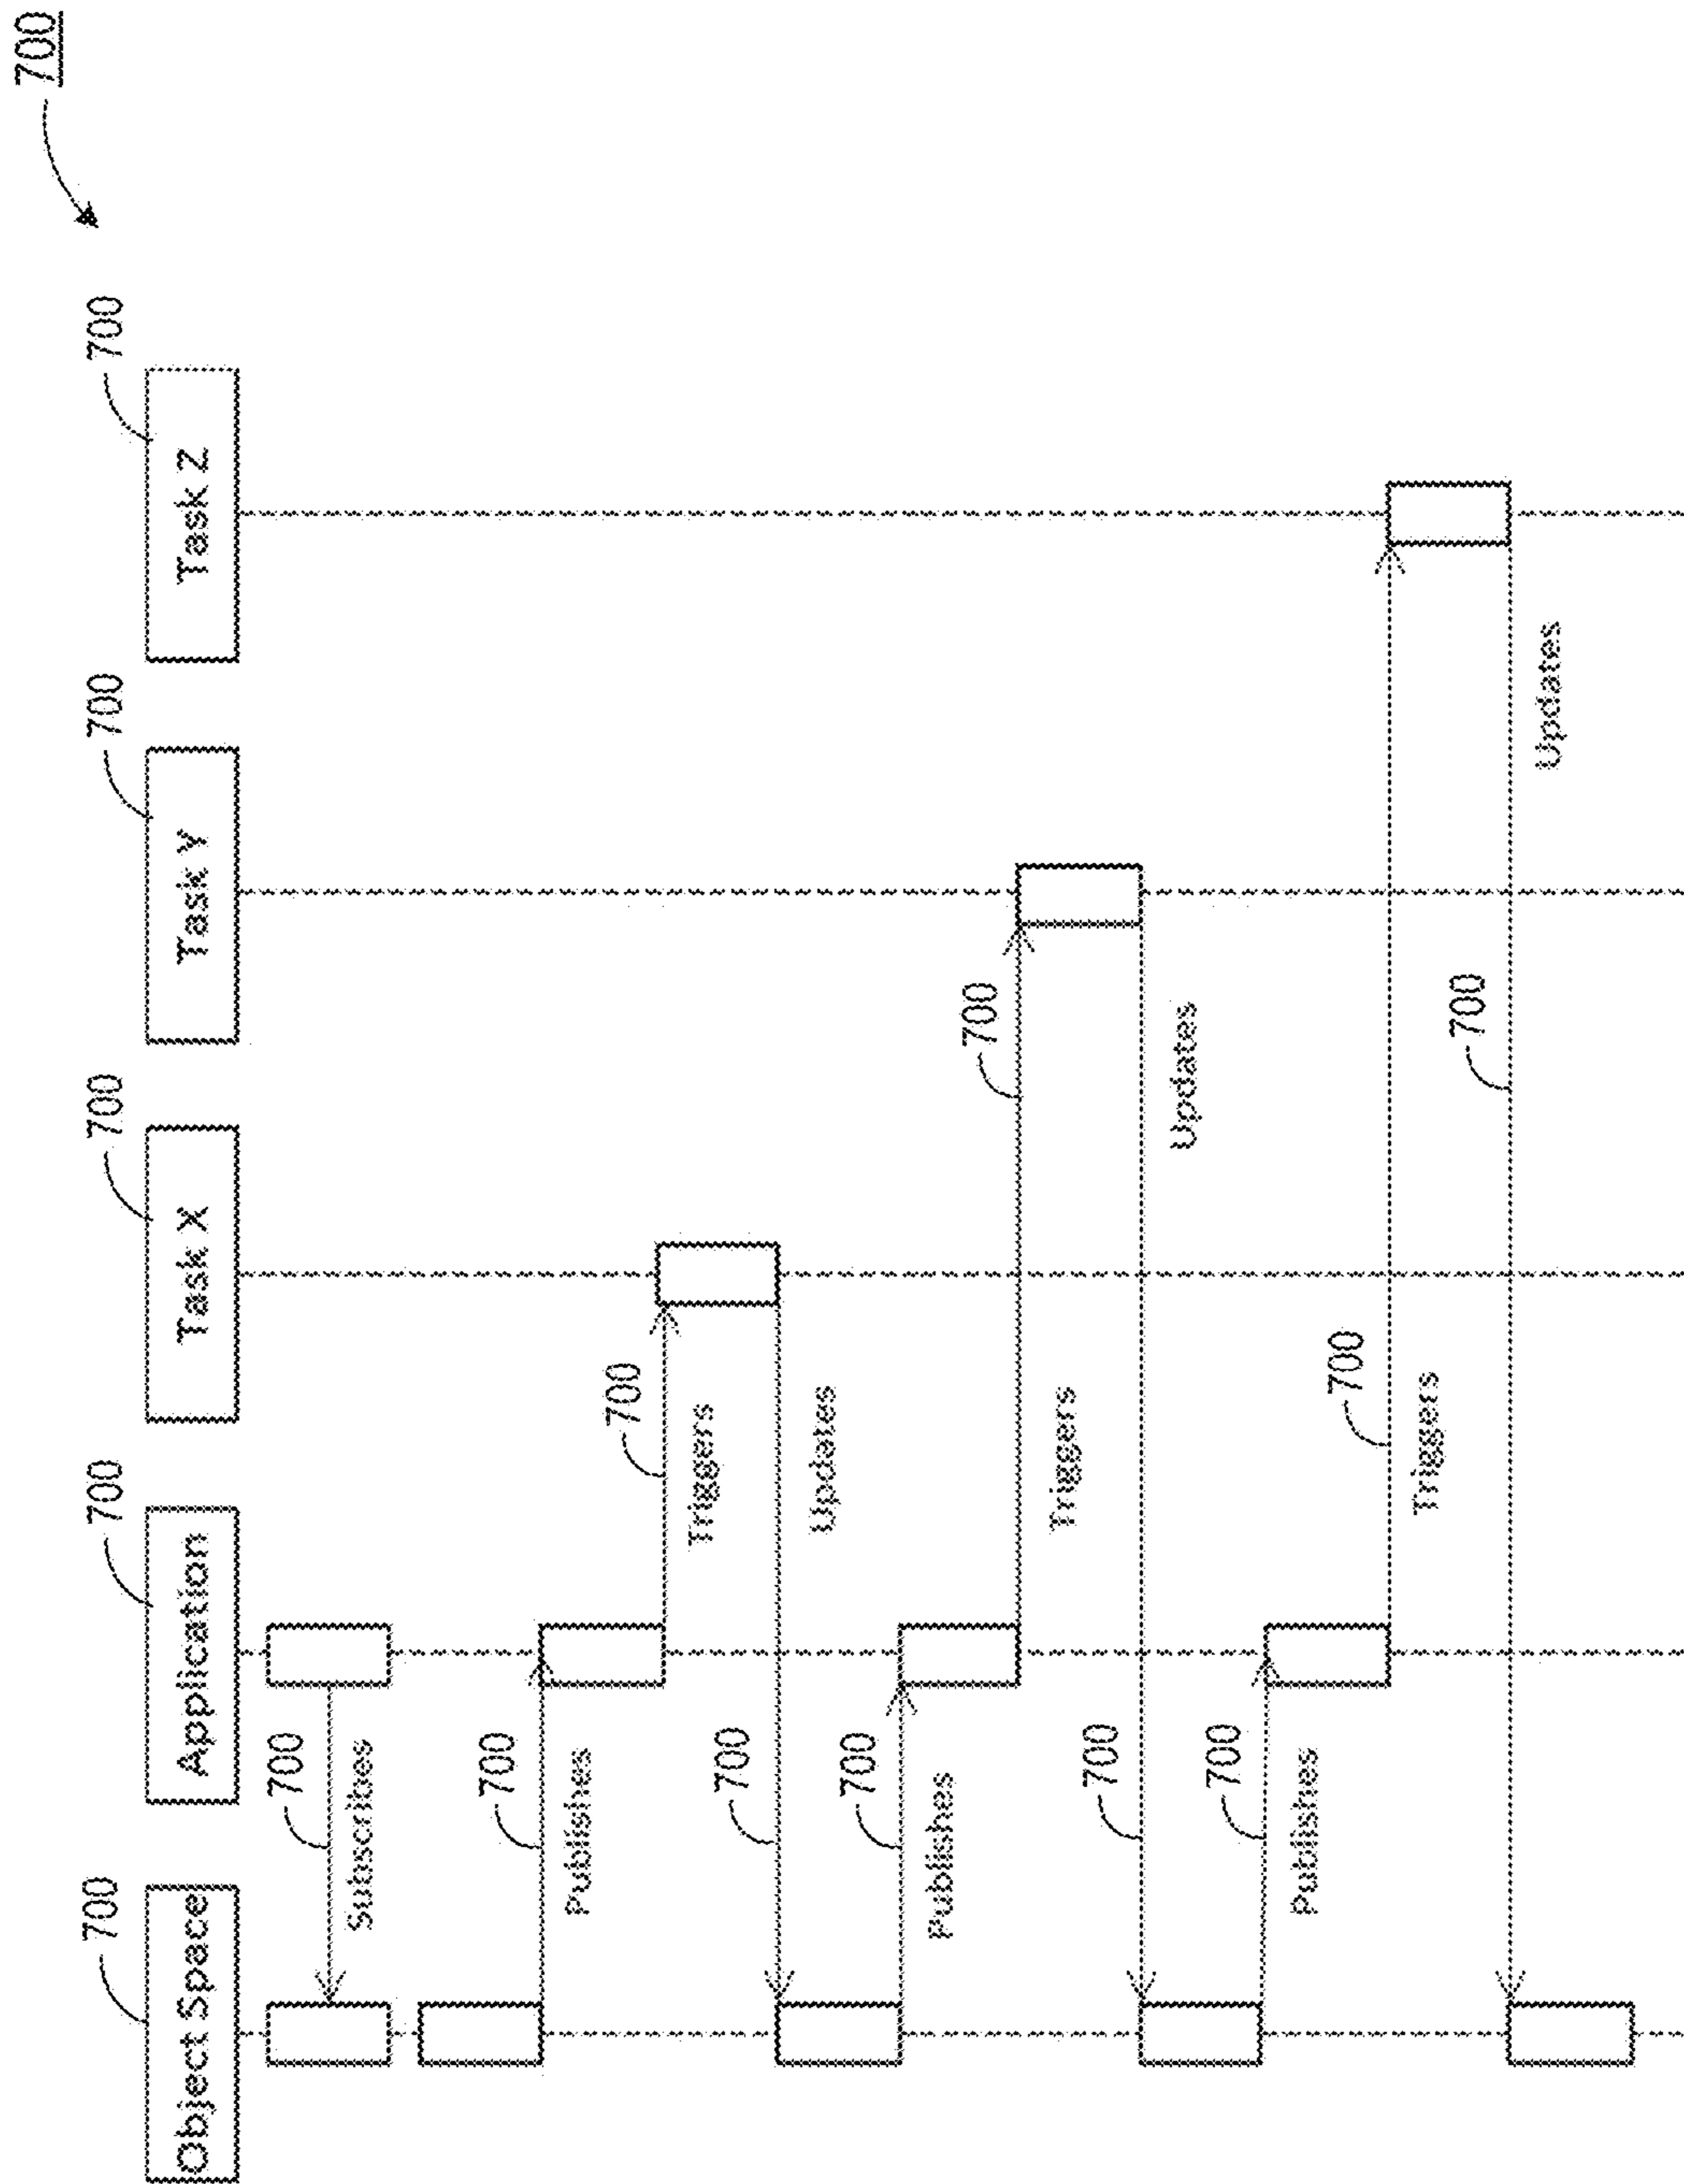 700
700 700 700 700 700
Object Space Application Task X Task Y Task Z
700
Subscribes
700
Publishes
700
Triggers
700
Updates
700
Publishes
700
Triggers
700
Updates
700
Publishes
700
Triggers
700
Updates